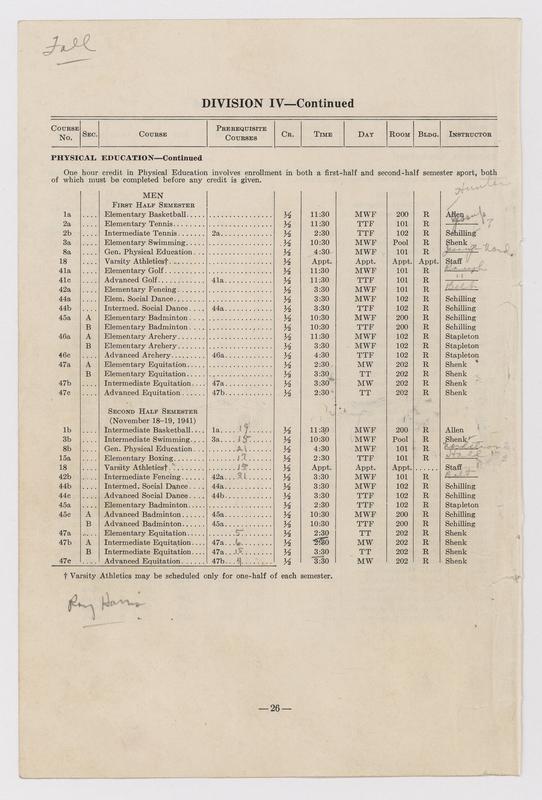 Fall
DIVISION IV—Continued
Course No. Sec. Course Prerequisite Courses Cr. Time Day Room Bldg. Instructor
PHYSICAL EDUCATION—Continued
One hour credit in Physical Education involves enrollment in both a first-half and second-half semester sport, both
of which must be completed before any credit is given.
Hunter
MEN
First Half Semester
1a .... Elementary Basketball.... ½ 11:30 MWF 200 R Allen
2a .... Elementary Tennis.... ½ 11:30 TTF 101 R
2b .... Intermediate Tennis.... 2a.... ½ 2:30 TTF 102 R Schilling
3a .... Elementary Swimming.... ½ 10:30 MWF Pool R Shenk
8a .... Gen. Physical Education.... ½ 4:30 MWF 101 R
18 .... Varsity Athletics†.... ½ Appt. Appt. Appt. Appt. Staff
41a .... Elementary Golf.... ½ 11:30 MWF 101 R
41c .... Advanced Golf.... 41a.... ½ 11:30 TTF 101 R "
42a .... Elementary Fencing.... ½ 3:30 MWF 101 R
44a .... Elem. Social Dance.... ½ 3:30 MWF 102 R Schilling
44b .... Intermed. Social Dance.... 44a.... ½ 3:30 TTF 102 R Schilling
45a A Elementary Badminton.... ½ 10:30 MWF 200 R Schilling
B Elementary Badminton.... ½ 10:30 TTF 200 R Schilling
46a A Elementary Archery.... ½ 11:30 MWF 102 R Stapleton
B Elementary Archery.... ½ 3:30 MWF 102 R Stapleton
46c .... Advanced Archery.... 46a.... ½ 4:30 TTF 102 R Stapleton
47a A Elementary Equitation.... ½ 2:30 MW 202 R Shenk
B Elementary Equitation.... ½ 3:30 TT 202 R Shenk
47b .... Intermediate Equitation.... 47a.... ½ 3:30 MW 202 R Shenk
47c .... Advanced Equitation.... 47b.... ½ 2:30 TT 202 R Shenk
Second Half Semester
(November 18-19, 1941)
1b .... Intermediate Basketball.... 1a.... 19 ½ 11:30 MWF 200 R Allen
3b .... Intermediate Swimming.... 3a.... 15 ½ 10:30 MWF Pool R Shenk
8b .... Gen. Physical Education.... 21 ½ 4:30 MWF 101 R
15a .... Elementary Boxing.... ½ 2:30 TTF 101 R
18 .... Varsity Athletics†.... ½ Appt. Appt. Appt. .... Staff
42b .... Intermediate Fencing.... 42a.... ½ 3:30 MWF 101 R
44b .... Intermed. Social Dance.... 44a.... ½ 3:30 MWF 102 R Schilling
44c .... Advanced Social Dance.... 44b.... ½ 3:30 TTF 102 R Schilling
45a .... Elementary Badminton.... ½ 2:30 TTF 102 R Stapleton
45c A Advanced Badminton.... 45a.... ½ 10:30 MWF 200 R Schilling
B Advanced Badminton.... 45a.... ½ 10:30 TTF 200 R Schilling
47a .... Elementary Equitation.... 5 ½ 2:30 TT 202 R Shenk
47b A Intermediate Equitation.... 47a.... 6 ½ 2:30 MW 202 R Shenk
B Intermediate Equitation.... 47a.... ½ 3:30 TT 202 R Shenk
47c .... Advanced Equitation.... 47b.... 9 ½ 3:30 MW 202 R Shenk
† Varsity Athletics may be scheduled only for one-half of each semester.
Roy Harris
—26—